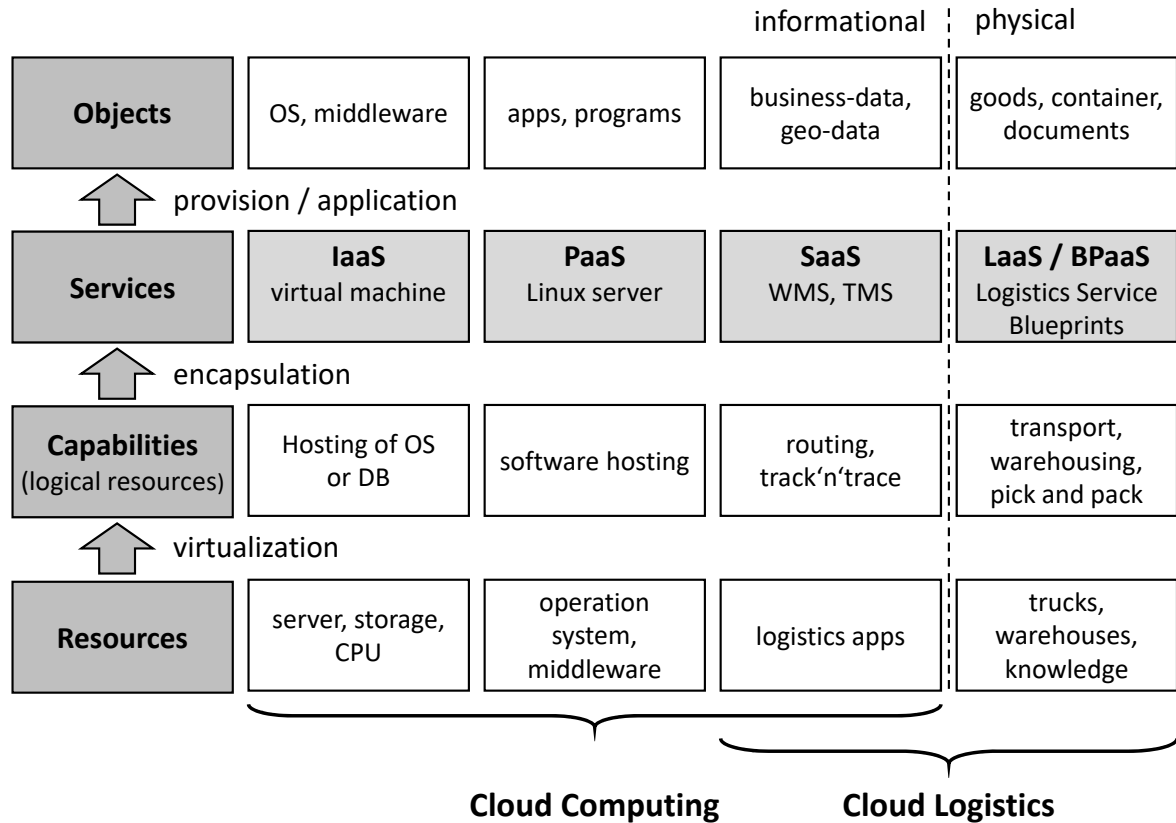 informational
physical
Objects
OS, middleware
apps, programs
business-data,
geo-data
goods, container,
documents
provision / application
Services
IaaS
virtual machine
PaaS
Linux server
SaaS
WMS, TMS
LaaS / BPaaS
Logistics Service
Blueprints
encapsulation
Capabilities
(logical resources)
Hosting of OS
or DB
software hosting
routing,
track‘n‘trace
transport,
warehousing,
pick and pack
virtualization
Resources
server, storage,
CPU
operation
system,
middleware
logistics apps
trucks,
warehouses,
knowledge
Cloud Computing
Cloud Logistics